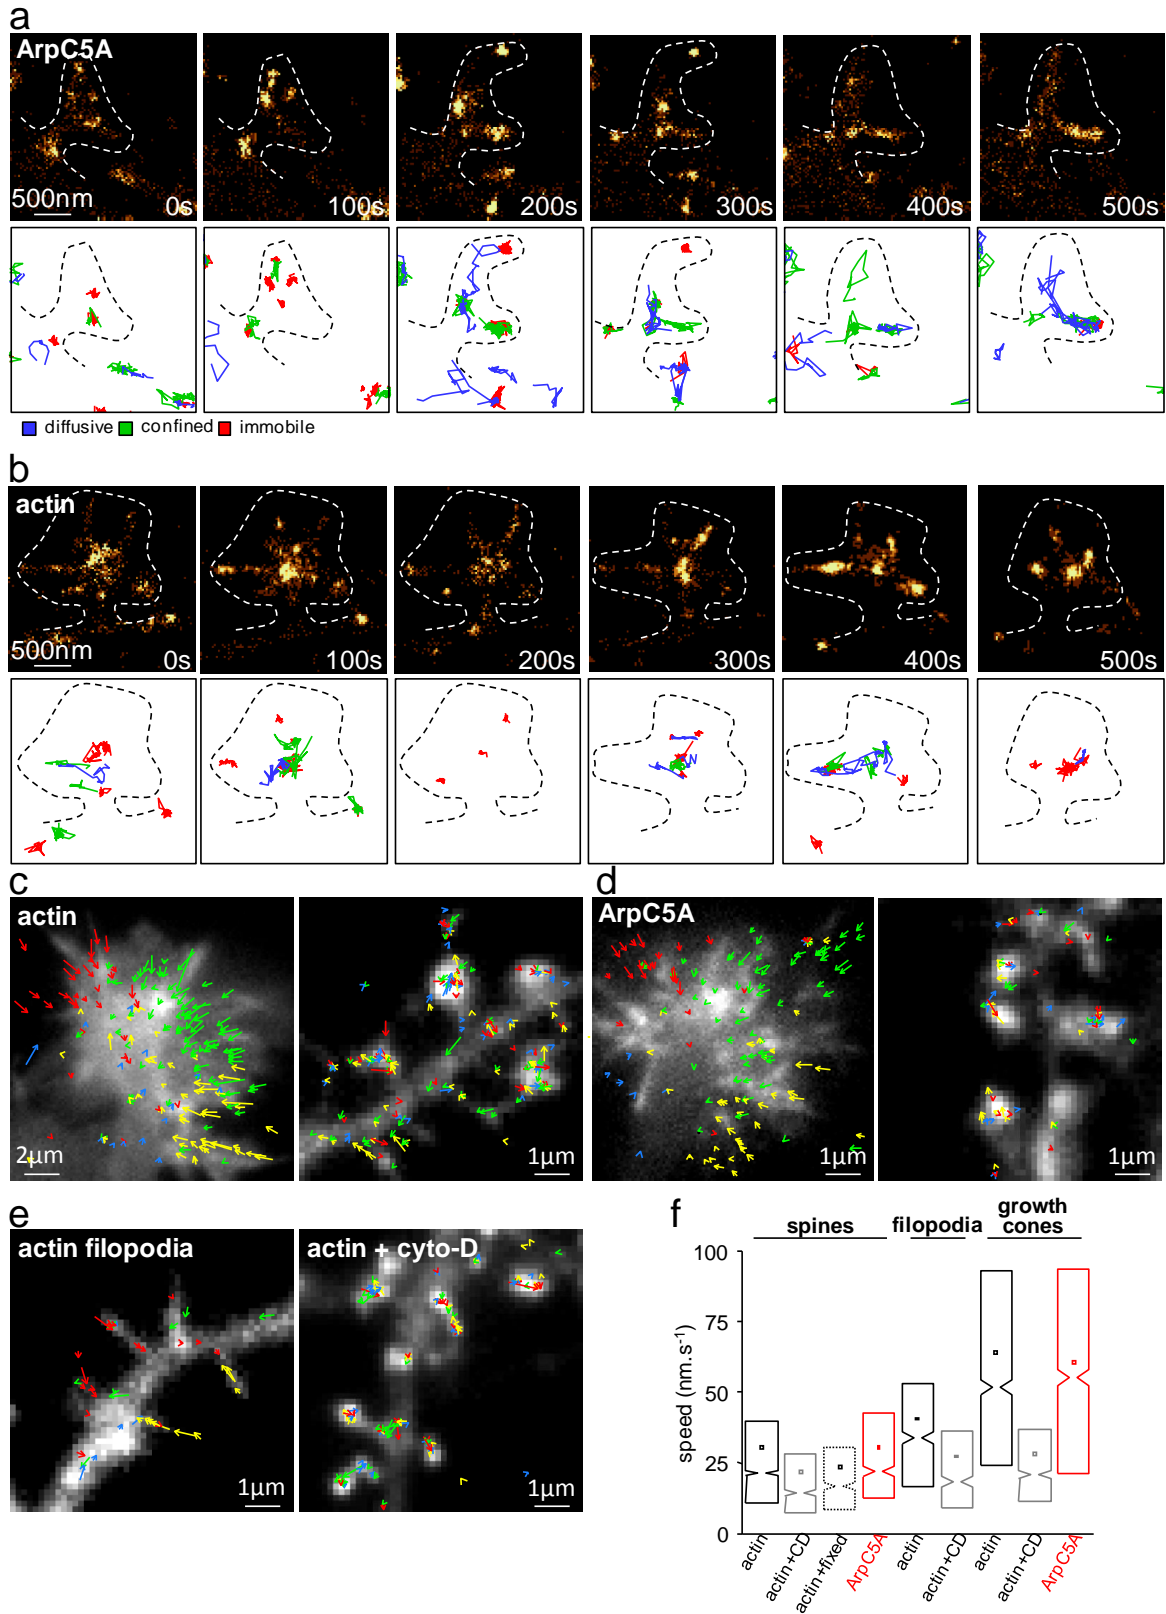 a
ArpC5A
500nm
0s
100s
200s
300s
400s
500s
diffusive confined immobile
b
actin
500nm
0s
100s
200s
300s
400s
500s
c
d
actin
2µm
1µm
ArpC5A
1µm
1µm
e
f
actin filopodia
1µm
actin + cyto-D
1µm
spines
filopodia
growth
cones
100
75
50
25
0
speed (nm.s⁻¹)
actin
actin+CD
actin+fixed
ArpC5A
actin
actin+CD
actin
actin+CD
ArpC5A